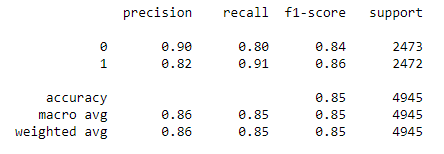 precision recall f1-score support
0 0.90 0.80 0.84 2473
1 0.82 0.91 0.86 2472
accuracy 0.85 4945
macro avg 0.86 0.85 0.85 4945
weighted avg 0.86 0.85 0.85 4945